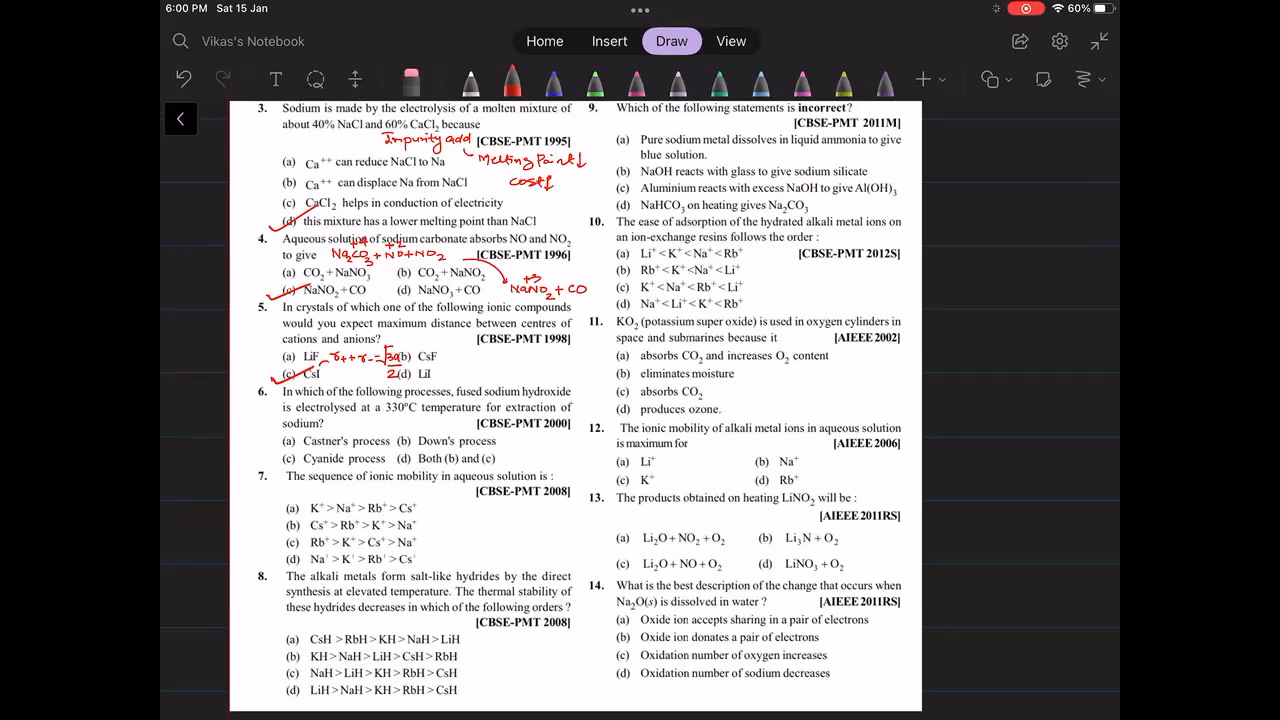 6:00 PM Sat 15 Jan
60%
Vikas's Notebook
Home Insert Draw View
3. Sodium is made by the electrolysis of a molten mixture of
about 40% NaCl and 60% CaCl₂ because
Impurity add
[CBSE-PMT 1995]
Melting Point↓
cost↓
(a) Ca⁺⁺ can reduce NaCl to Na
(b) Ca⁺⁺ can displace Na from NaCl
(c) CaCl₂ helps in conduction of electricity
(d) this mixture has a lower melting point than NaCl
4. Aqueous solution of sodium carbonate absorbs NO and NO₂
to give
+4 +2
Na₂CO₃ + NO + NO₂
[CBSE-PMT 1996]
(a) CO₂ + NaNO₃ (b) CO₂ + NaNO₂
(c) NaNO₂ + CO (d) NaNO₃ + CO
+3
NaNO₂ + CO
5. In crystals of which one of the following ionic compounds
would you expect maximum distance between centres of
cations and anions? [CBSE-PMT 1998]
(a) LiF (b) CsF
r₊ + r₋ = √3a/2
(c) CsI (d) LiI
6. In which of the following processes, fused sodium hydroxide
is electrolysed at a 330ºC temperature for extraction of
sodium? [CBSE-PMT 2000]
(a) Castner's process (b) Down's process
(c) Cyanide process (d) Both (b) and (c)
7. The sequence of ionic mobility in aqueous solution is :
[CBSE-PMT 2008]
(a) K⁺ > Na⁺ > Rb⁺ > Cs⁺
(b) Cs⁺ > Rb⁺ > K⁺ > Na⁺
(c) Rb⁺ > K⁺ > Cs⁺ > Na⁺
(d) Na⁺ > K⁺ > Rb⁺ > Cs⁺
8. The alkali metals form salt-like hydrides by the direct
synthesis at elevated temperature. The thermal stability of
these hydrides decreases in which of the following orders ?
[CBSE-PMT 2008]
(a) CsH > RbH > KH > NaH > LiH
(b) KH > NaH > LiH > CsH > RbH
(c) NaH > LiH > KH > RbH > CsH
(d) LiH > NaH > KH > RbH > CsH
9. Which of the following statements is incorrect ?
[CBSE-PMT 2011M]
(a) Pure sodium metal dissolves in liquid ammonia to give
blue solution.
(b) NaOH reacts with glass to give sodium silicate
(c) Aluminium reacts with excess NaOH to give Al(OH)₃
(d) NaHCO₃ on heating gives Na₂CO₃
10. The ease of adsorption of the hydrated alkali metal ions on
an ion-exchange resins follows the order :
(a) Li⁺ < K⁺ < Na⁺ < Rb⁺ [CBSE-PMT 2012S]
(b) Rb⁺ < K⁺ < Na⁺ < Li⁺
(c) K⁺ < Na⁺ < Rb⁺ < Li⁺
(d) Na⁺ < Li⁺ < K⁺ < Rb⁺
11. KO₂ (potassium super oxide) is used in oxygen cylinders in
space and submarines because it [AIEEE 2002]
(a) absorbs CO₂ and increases O₂ content
(b) eliminates moisture
(c) absorbs CO₂
(d) produces ozone.
12. The ionic mobility of alkali metal ions in aqueous solution
is maximum for [AIEEE 2006]
(a) Li⁺ (b) Na⁺
(c) K⁺ (d) Rb⁺
13. The products obtained on heating LiNO₂ will be :
[AIEEE 2011RS]
(a) Li₂O + NO₂ + O₂ (b) Li₃N + O₂
(c) Li₂O + NO + O₂ (d) LiNO₃ + O₂
14. What is the best description of the change that occurs when
Na₂O(s) is dissolved in water ? [AIEEE 2011RS]
(a) Oxide ion accepts sharing in a pair of electrons
(b) Oxide ion donates a pair of electrons
(c) Oxidation number of oxygen increases
(d) Oxidation number of sodium decreases